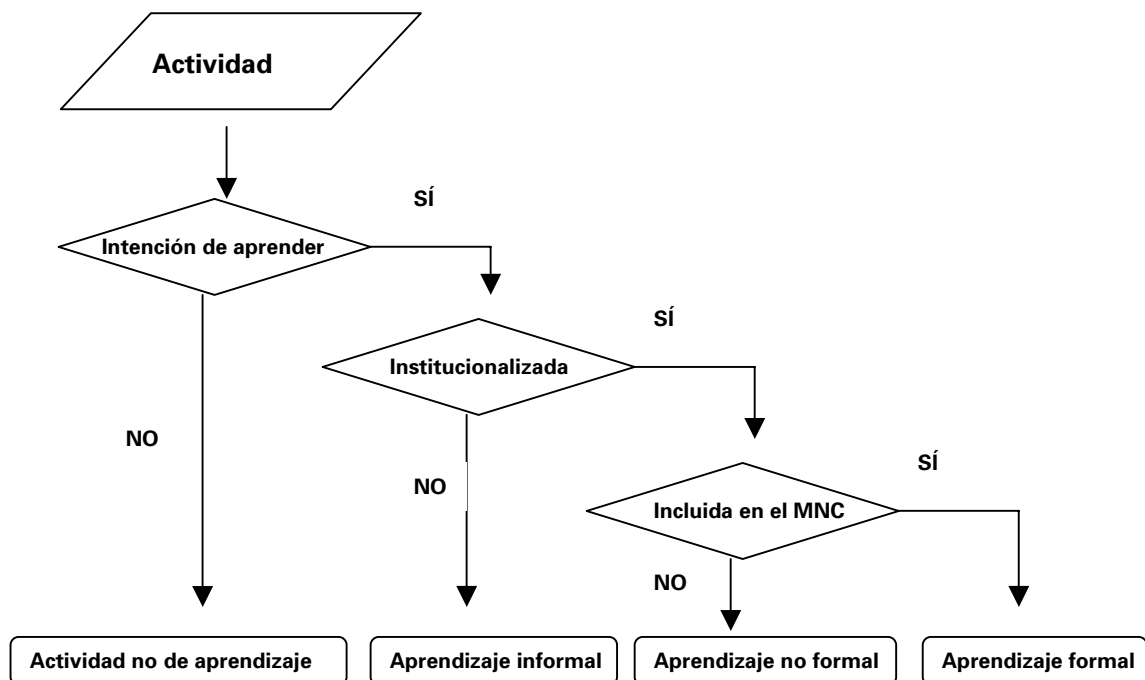 Actividad
SÍ
Intención de aprender
SÍ
Institucionalizada
NO
SÍ
NO
Incluida en el MNC
NO
Actividad no de aprendizaje
Aprendizaje informal
Aprendizaje no formal
Aprendizaje formal